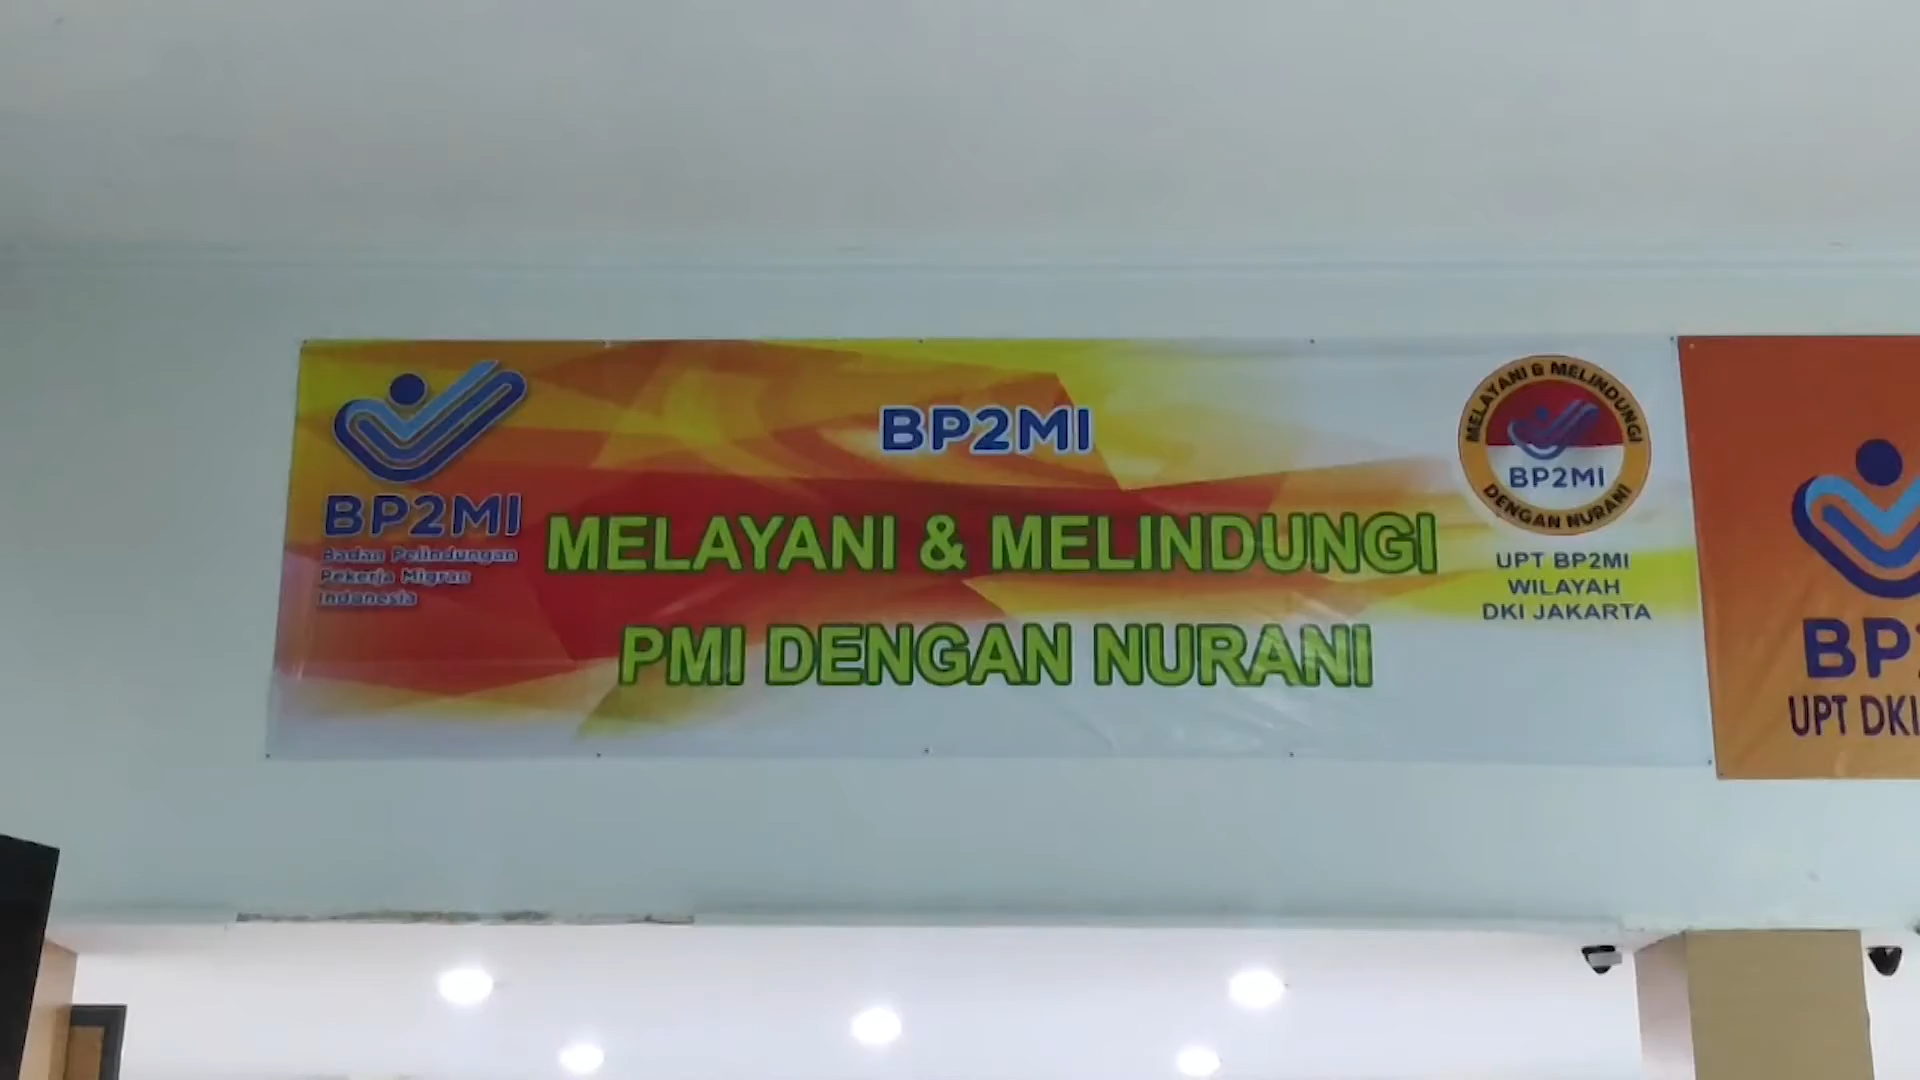 BP2MI
Badan Pelindungan
Pekerja Migran
Indonesia
BP2MI
MELAYANI & MELINDUNGI
PMI DENGAN NURANI
MELAYANI & MELINDUNGI
BP2MI
DENGAN NURANI
UPT BP2MI
WILAYAH
DKI JAKARTA
UPT DKI